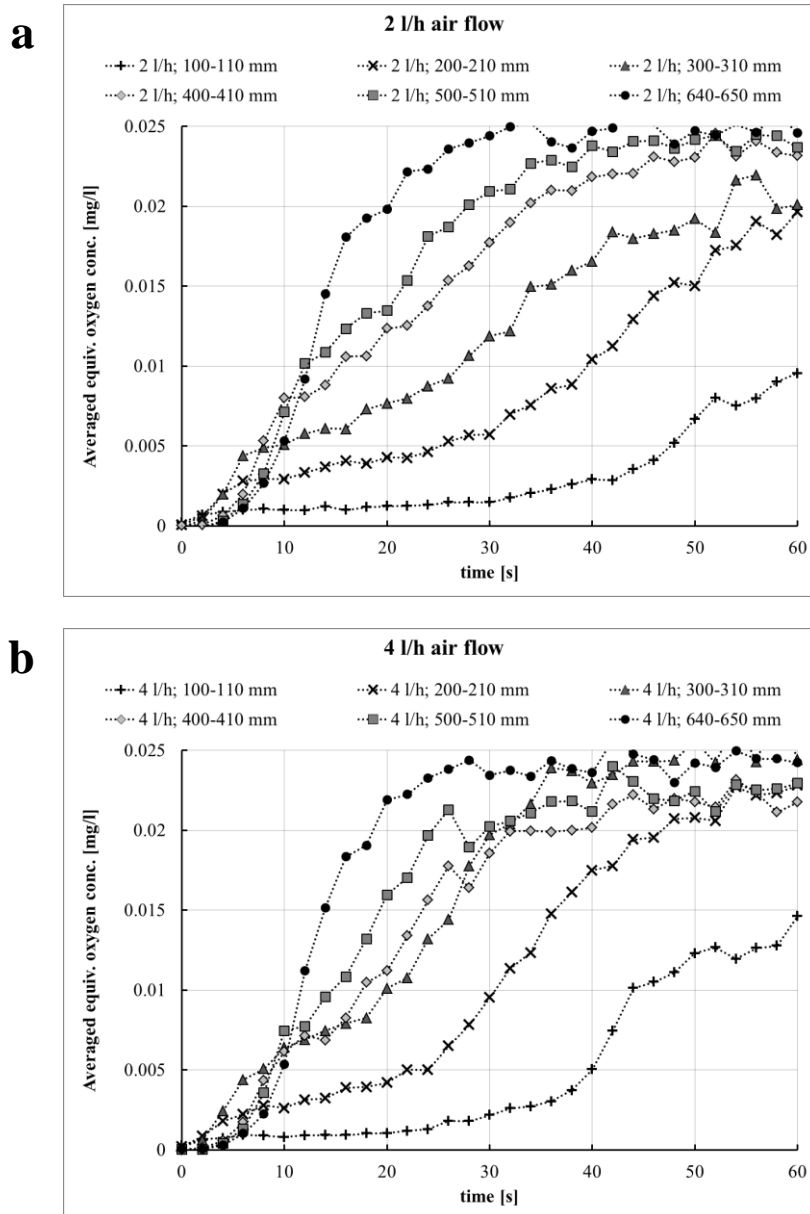 a
2 l/h air flow
2 l/h; 100-110 mm 2 l/h; 200-210 mm 2 l/h; 300-310 mm
2 l/h; 400-410 mm 2 l/h; 500-510 mm 2 l/h; 640-650 mm
0.025
0.02
0.015
0.01
0.005
0
Averaged equiv. oxygen conc. [mg/l]
0 10 20 30 40 50 60
time [s]
b
4 l/h air flow
4 l/h; 100-110 mm 4 l/h; 200-210 mm 4 l/h; 300-310 mm
4 l/h; 400-410 mm 4 l/h; 500-510 mm 4 l/h; 640-650 mm
0.025
0.02
0.015
0.01
0.005
0
Averaged equiv. oxygen conc. [mg/l]
0 10 20 30 40 50 60
time [s]